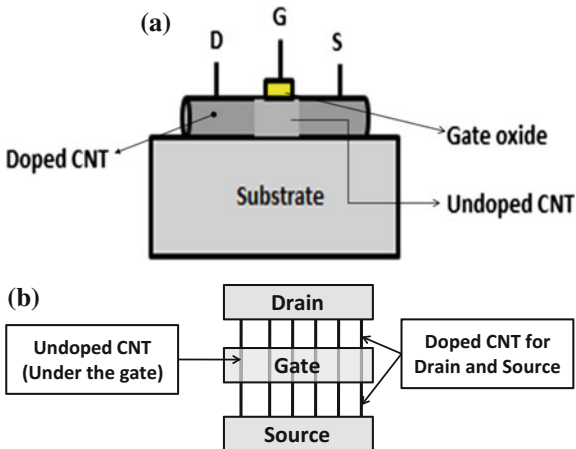 (a)
D
G
S
Doped CNT
Gate oxide
Substrate
Undoped CNT
(b)
Drain
Undoped CNT
(Under the gate)
Gate
Doped CNT for
Drain and Source
Source